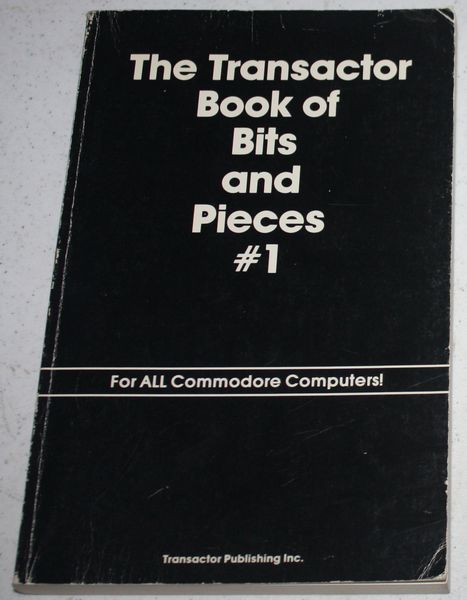 The Transactor
Book of
Bits
and
Pieces
#1
For ALL Commodore Computers!
Transactor Publishing Inc.